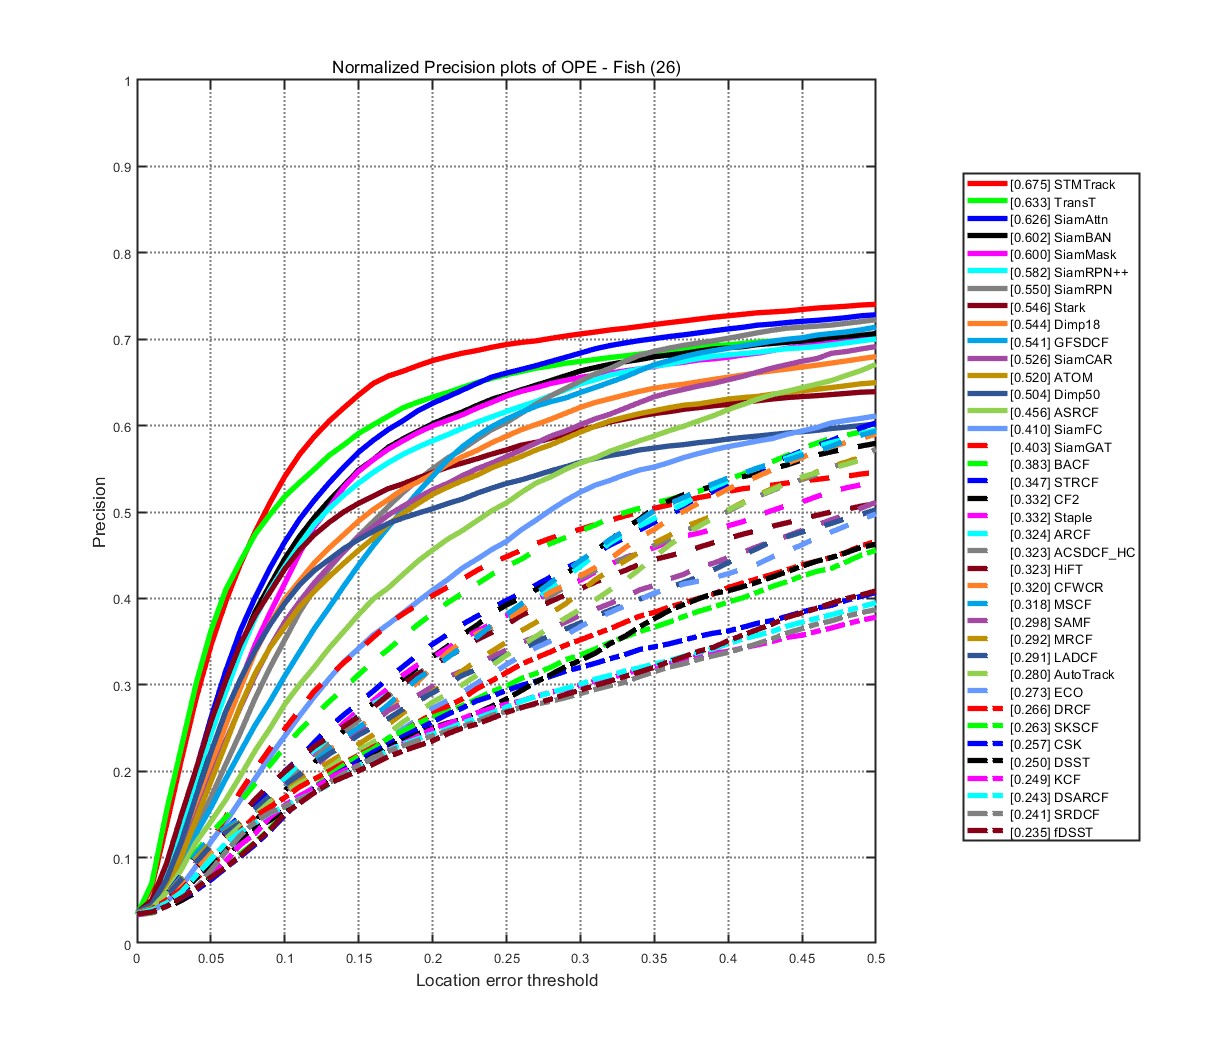 Normalized Precision plots of OPE - Fish (26)
1
0.9
0.8
0.7
0.6
0.5
0.4
0.3
0.2
0.1
0
Precision
0 0.05 0.1 0.15 0.2 0.25 0.3 0.35 0.4 0.45 0.5
Location error threshold
[0.675] STMTrack
[0.633] TransT
[0.626] SiamAttn
[0.602] SiamBAN
[0.600] SiamMask
[0.582] SiamRPN++
[0.550] SiamRPN
[0.546] Stark
[0.544] Dimp18
[0.541] GFSDCF
[0.526] SiamCAR
[0.520] ATOM
[0.504] Dimp50
[0.456] ASRCF
[0.410] SiamFC
[0.403] SiamGAT
[0.383] BACF
[0.347] STRCF
[0.332] CF2
[0.332] Staple
[0.324] ARCF
[0.323] ACSDCF_HC
[0.323] HiFT
[0.320] CFWCR
[0.318] MSCF
[0.298] SAMF
[0.292] MRCF
[0.291] LADCF
[0.280] AutoTrack
[0.273] ECO
[0.266] DRCF
[0.263] SKSCF
[0.257] CSK
[0.250] DSST
[0.249] KCF
[0.243] DSARCF
[0.241] SRDCF
[0.235] fDSST